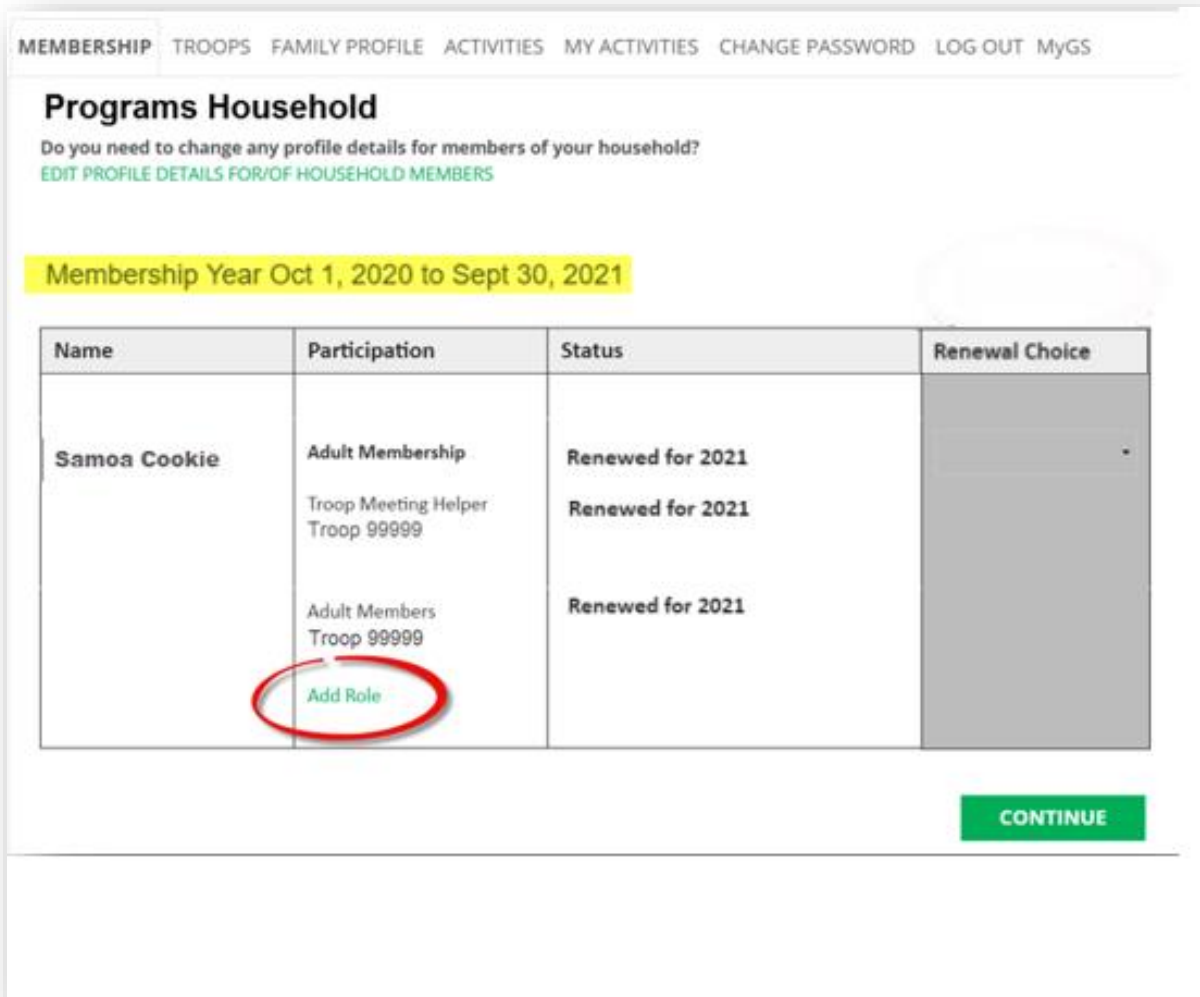 MEMBERSHIP TROOPS FAMILY PROFILE ACTIVITIES MY ACTIVITIES CHANGE PASSWORD LOG OUT MyGS
Programs Household
Do you need to change any profile details for members of your household?
EDIT PROFILE DETAILS FOR/OF HOUSEHOLD MEMBERS
Membership Year Oct 1, 2020 to Sept 30, 2021
Name Participation Status Renewal Choice
Samoa Cookie Adult Membership Renewed for 2021
Troop Meeting Helper Renewed for 2021
Troop 99999
Adult Members Renewed for 2021
Troop 99999
Add Role
CONTINUE